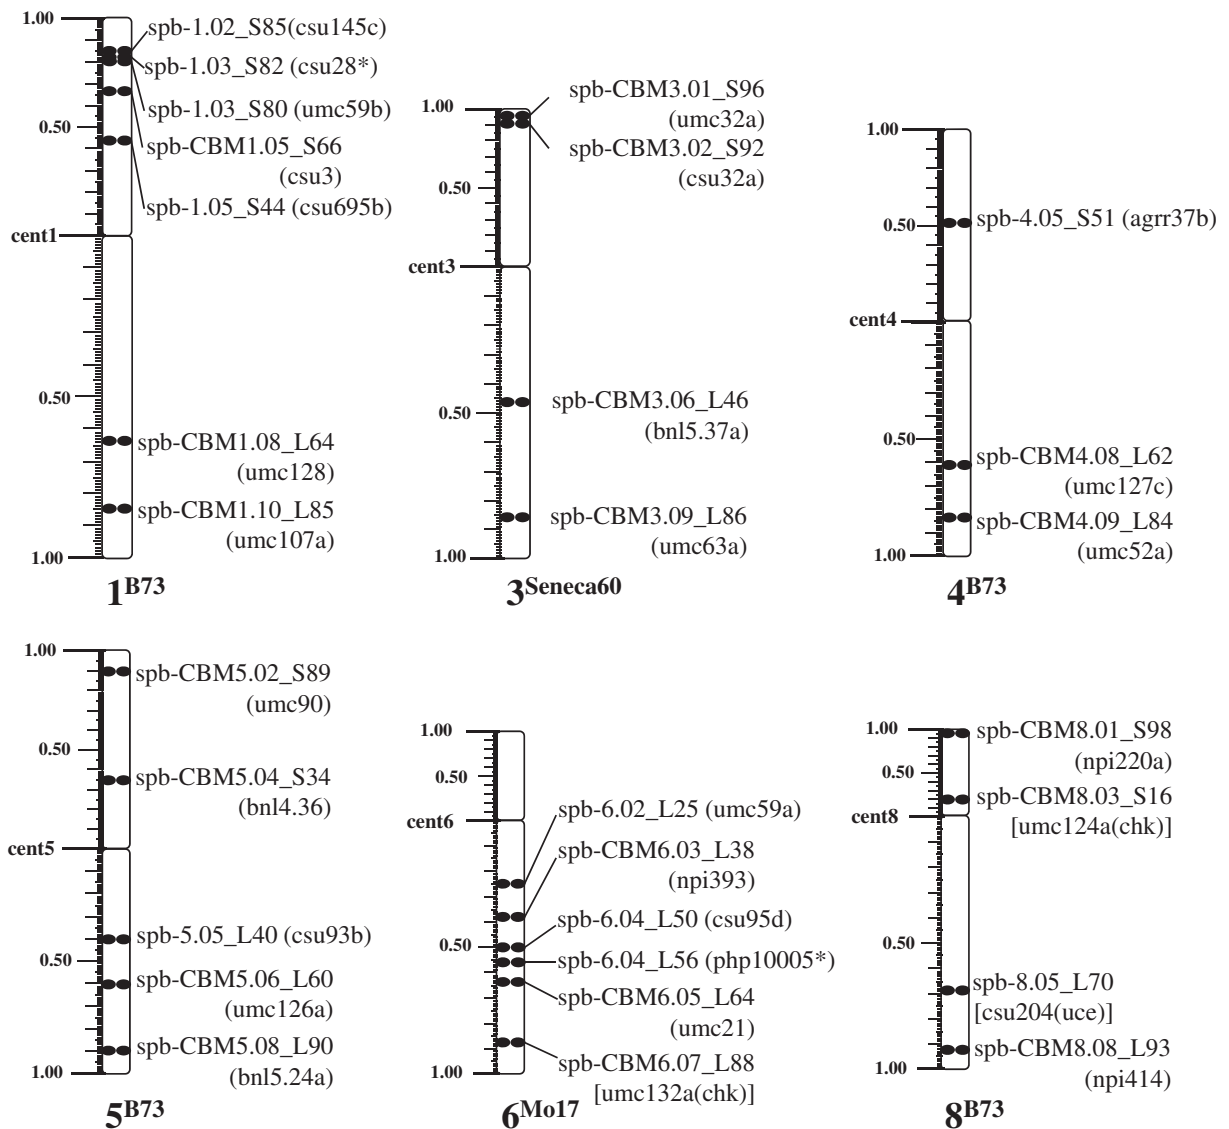 1.00
spb-1.02_S85(csu145c)
spb-1.03_S82 (csu28*)
spb-1.03_S80 (umc59b)
0.50
spb-CBM1.05_S66
(csu3)
spb-1.05_S44 (csu695b)
cent1
0.50
spb-CBM1.08_L64
(umc128)
spb-CBM1.10_L85
(umc107a)
1.00
1B73
1.00
spb-CBM3.01_S96
(umc32a)
spb-CBM3.02_S92
(csu32a)
0.50
cent3
spb-CBM3.06_L46
0.50
(bnl5.37a)
spb-CBM3.09_L86
(umc63a)
1.00
3Seneca60
1.00
spb-4.05_S51 (agrr37b)
0.50
cent4
0.50
spb-CBM4.08_L62
(umc127c)
spb-CBM4.09_L84
(umc52a)
1.00
4B73
1.00
spb-CBM5.02_S89
(umc90)
0.50
spb-CBM5.04_S34
(bnl4.36)
cent5
spb-5.05_L40 (csu93b)
0.50
spb-CBM5.06_L60
(umc126a)
spb-CBM5.08_L90
(bnl5.24a)
1.00
5B73
1.00
0.50
spb-6.02_L25 (umc59a)
cent6
spb-CBM6.03_L38
(npi393)
spb-6.04_L50 (csu95d)
0.50
spb-6.04_L56 (php10005*)
spb-CBM6.05_L64
(umc21)
spb-CBM6.07_L88
[umc132a(chk)]
1.00
6Mo17
1.00
spb-CBM8.01_S98
(npi220a)
0.50
spb-CBM8.03_S16
[umc124a(chk)]
cent8
0.50
spb-8.05_L70
[csu204(uce)]
spb-CBM8.08_L93
(npi414)
1.00
8B73